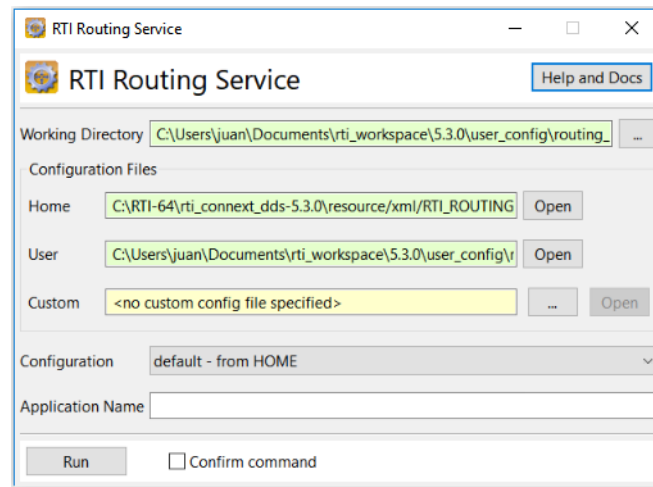 RTI Routing Service
RTI Routing Service Help and Docs
Working Directory C:\Users\juan\Documents\rti_workspace\5.3.0\user_config\routing_ ...
Configuration Files
Home C:\RTI-64\rti_connext_dds-5.3.0\resource/xml/RTI_ROUTING Open
User C:\Users\juan\Documents\rti_workspace\5.3.0\user_config\r Open
Custom <no custom config file specified> ... Open
Configuration default - from HOME
Application Name
Run Confirm command